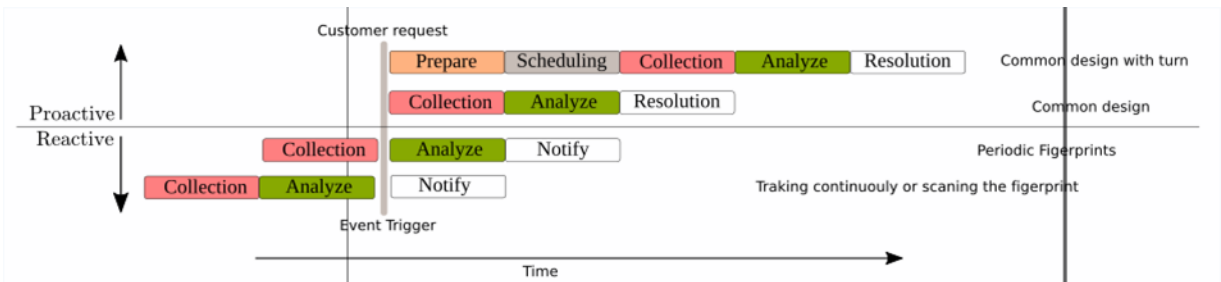 Customer request
Prepare Scheduling Collection Analyze Resolution Common design with turn
Collection Analyze Resolution Common design
Proactive
Reactive
Collection Analyze Notify Periodic Figerprints
Collection Analyze Notify Traking continuouly or scaning the figerprint
Event Trigger
Time